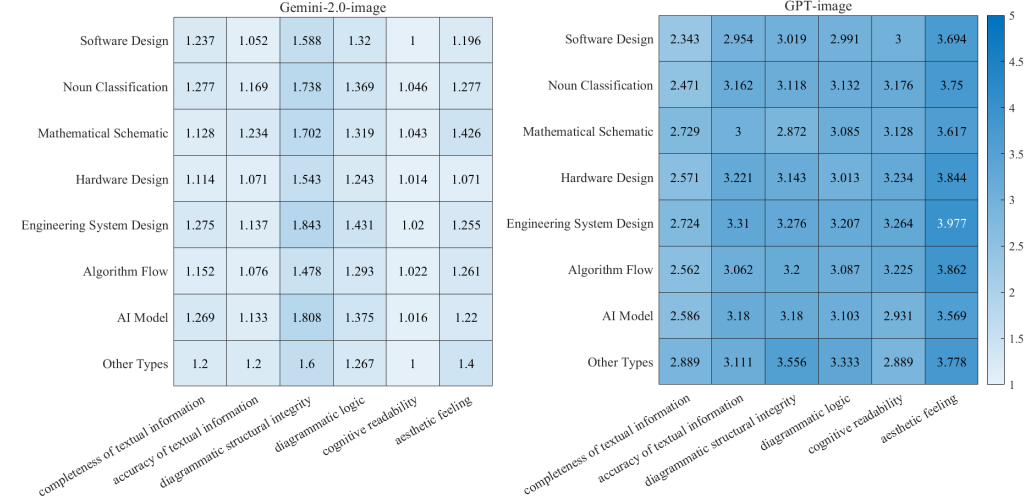 Gemini-2.0-image
Software Design 1.237 1.052 1.588 1.32 1 1.196
Noun Classification 1.277 1.169 1.738 1.369 1.046 1.277
Mathematical Schematic 1.128 1.234 1.702 1.319 1.043 1.426
Hardware Design 1.114 1.071 1.543 1.243 1.014 1.071
Engineering System Design 1.275 1.137 1.843 1.431 1.02 1.255
Algorithm Flow 1.152 1.076 1.478 1.293 1.022 1.261
AI Model 1.269 1.133 1.808 1.375 1.016 1.22
Other Types 1.2 1.2 1.6 1.267 1 1.4
completeness of textual information
accuracy of textual information
diagrammatic structural integrity
diagrammatic logic
cognitive readability
aesthetic feeling
GPT-image
Software Design 2.343 2.954 3.019 2.991 3 3.694
Noun Classification 2.471 3.162 3.118 3.132 3.176 3.75
Mathematical Schematic 2.729 3 2.872 3.085 3.128 3.617
Hardware Design 2.571 3.221 3.143 3.013 3.234 3.844
Engineering System Design 2.724 3.31 3.276 3.207 3.264 3.977
Algorithm Flow 2.562 3.062 3.2 3.087 3.225 3.862
AI Model 2.586 3.18 3.18 3.103 2.931 3.569
Other Types 2.889 3.111 3.556 3.333 2.889 3.778
completeness of textual information
accuracy of textual information
diagrammatic structural integrity
diagrammatic logic
cognitive readability
aesthetic feeling
5
4.5
4
3.5
3
2.5
2
1.5
1